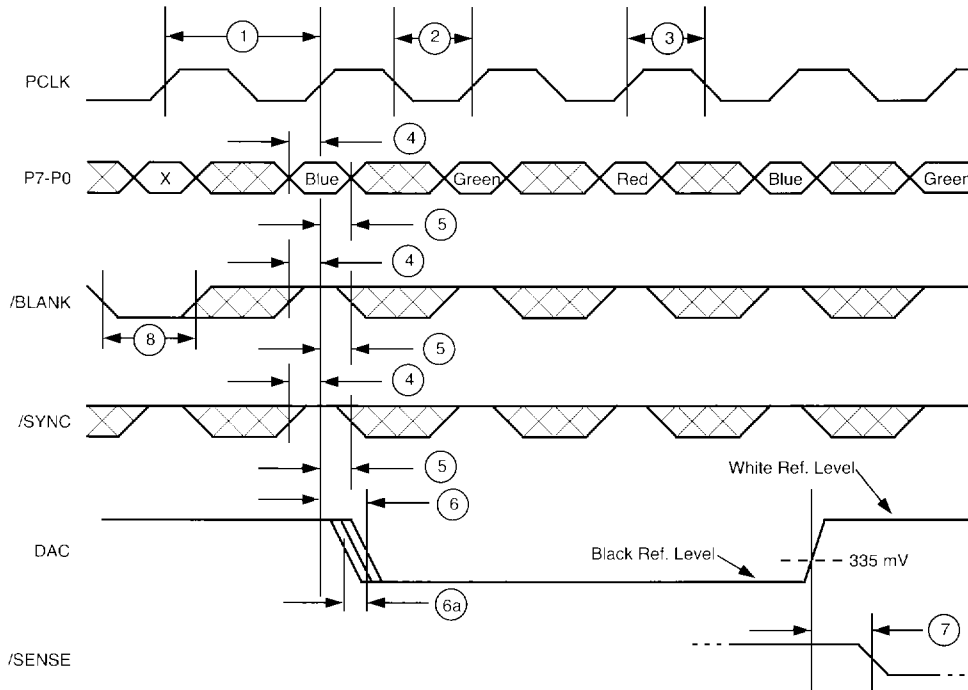 1
2
3
PCLK
4
P7-P0
X
Blue
Green
Red
Blue
Green
5
4
/BLANK
8
5
4
/SYNC
5
White Ref. Level
6
DAC
Black Ref. Level
335 mV
6a
7
/SENSE